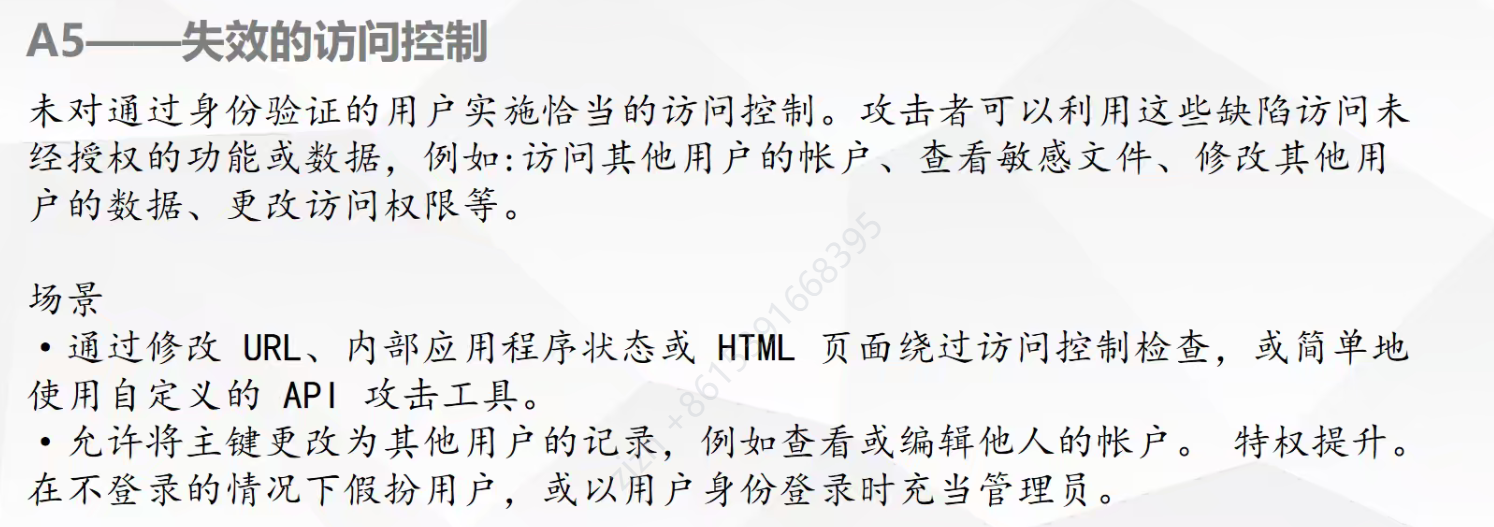 A5——失效的访问控制
未对通过身份验证的用户实施恰当的访问控制。攻击者可以利用这些缺陷访问未
经授权的功能或数据，例如:访问其他用户的帐户、查看敏感文件、修改其他用
户的数据、更改访问权限等。
场景
•通过修改 URL、内部应用程序状态或 HTML 页面绕过访问控制检查，或简单地
使用自定义的 API 攻击工具。
•允许将主键更改为其他用户的记录，例如查看或编辑他人的帐户。 特权提升。
在不登录的情况下假扮用户，或以用户身份登录时充当管理员。